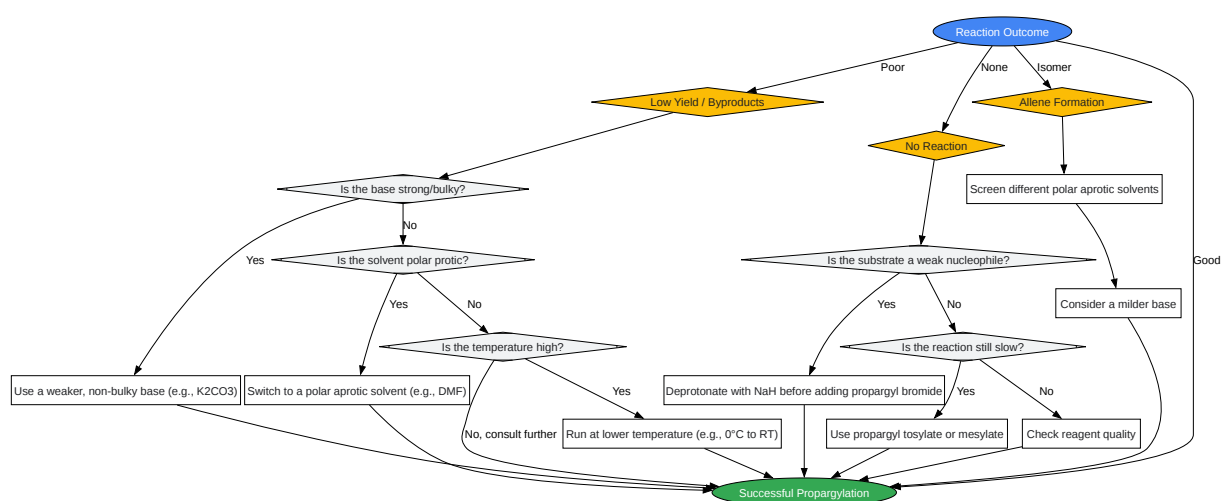 Reaction Outcome
Poor
None
Isomer
Low Yield / Byproducts
Allene Formation
No Reaction
Is the base strong/bulky?
Screen different polar aprotic solvents
No
Yes
Is the solvent polar protic?
Is the substrate a weak nucleophile?
Good
Yes
No
Yes
No
Consider a milder base
Is the temperature high?
Is the reaction still slow?
Use a weaker, non-bulky base (e.g., K2CO3)
Switch to a polar aprotic solvent (e.g., DMF)
Yes
Deprotonate with NaH before adding propargyl bromide
Yes
No
No, consult further
Run at lower temperature (e.g., 0°C to RT)
Use propargyl tosylate or mesylate
Check reagent quality
Successful Propargylation